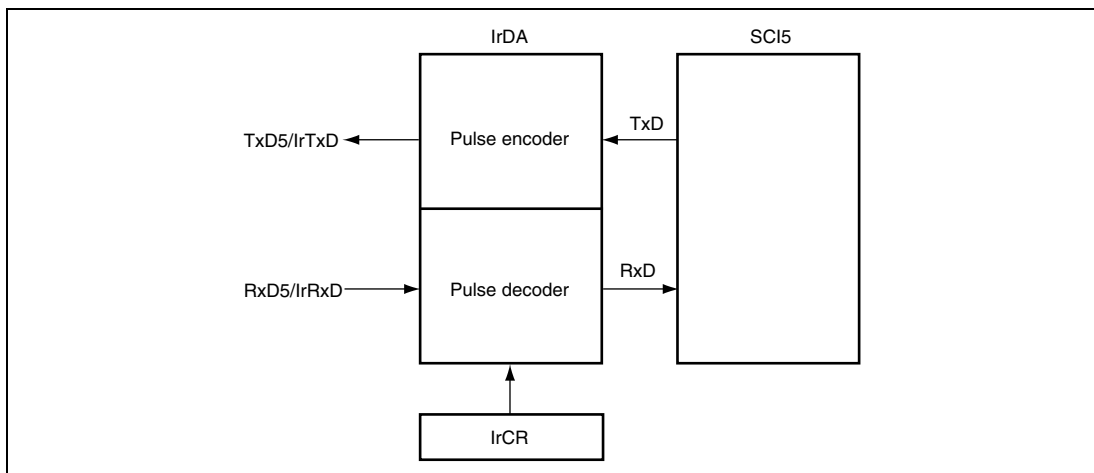 IrDA
SCI5
TxD5/IrTxD
Pulse encoder
TxD
RxD5/IrRxD
Pulse decoder
RxD
IrCR